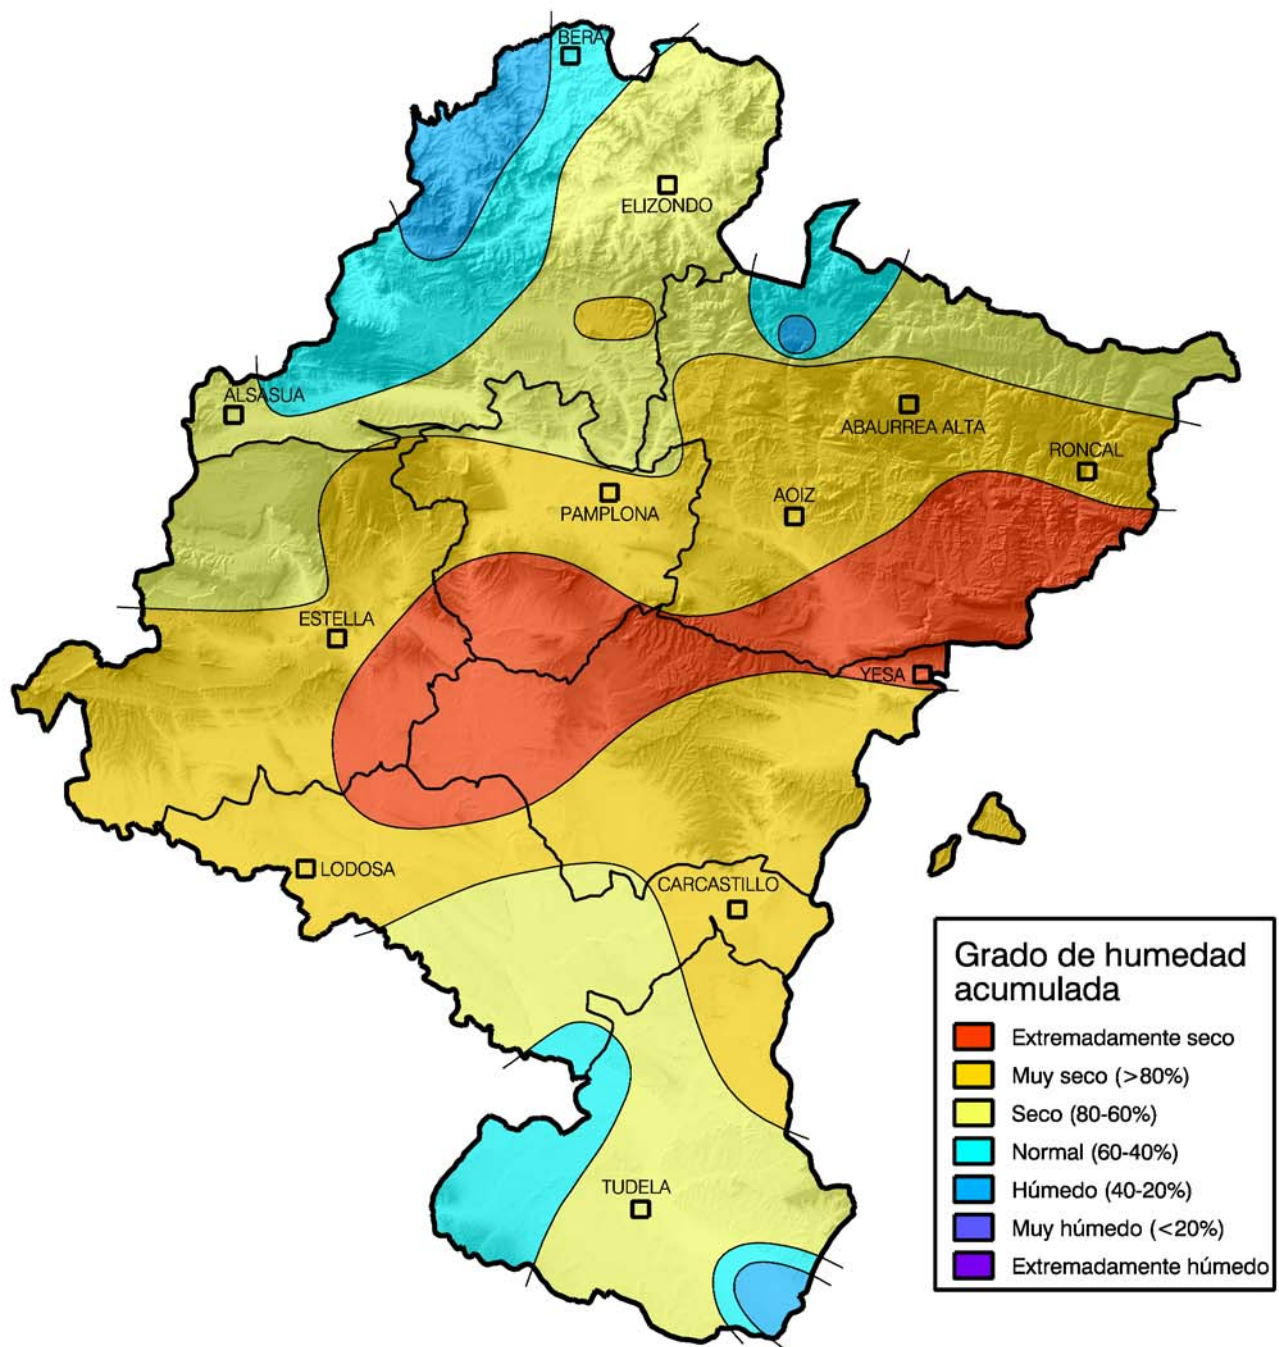 BERA
ELIZONDO
ALSASUA
ABAURREA ALTA
RONCAL
AOIZ
PAMPLONA
ESTELLA
YESA
LODOSA
CARCASTILLO
TUDELA
Grado de humedad
acumulada
Extremadamente seco
Muy seco (>80%)
Seco (80-60%)
Normal (60-40%)
Húmedo (40-20%)
Muy húmedo (<20%)
Extremadamente húmedo